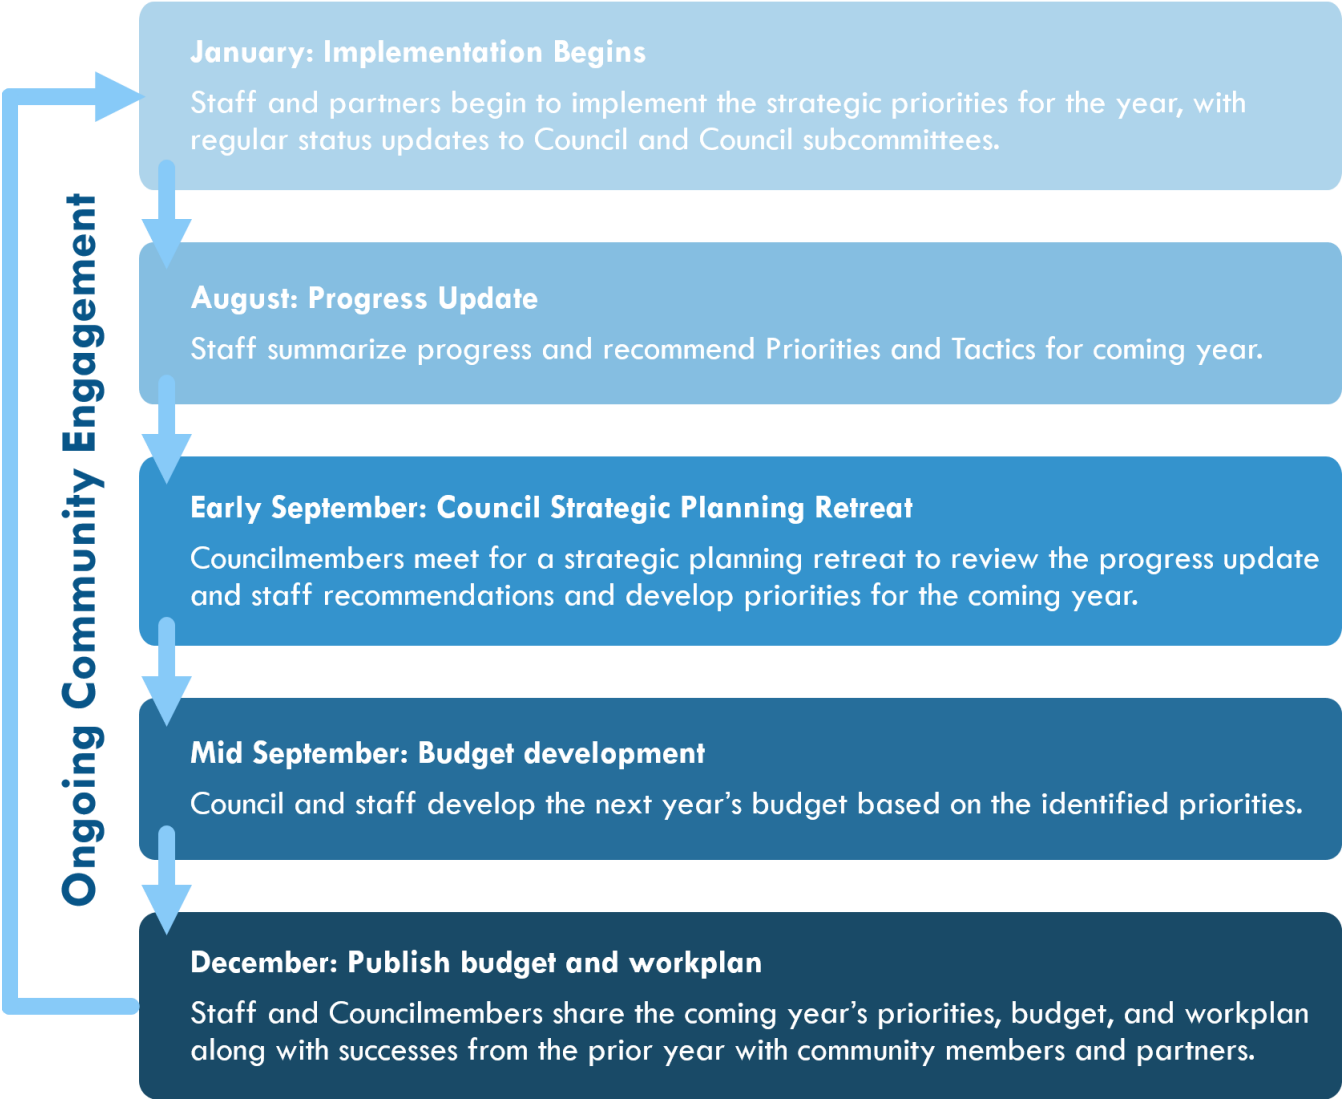 January: Implementation Begins
Staff and partners begin to implement the strategic priorities for the year, with
regular status updates to Council and Council subcommittees.
August: Progress Update
Staff summarize progress and recommend Priorities and Tactics for coming year.
Early September: Council Strategic Planning Retreat
Councilmembers meet for a strategic planning retreat to review the progress update
and staff recommendations and develop priorities for the coming year.
Mid September: Budget development
Council and staff develop the next year’s budget based on the identified priorities.
December: Publish budget and workplan
Staff and Councilmembers share the coming year’s priorities, budget, and workplan
along with successes from the prior year with community members and partners.
Ongoing Community Engagement